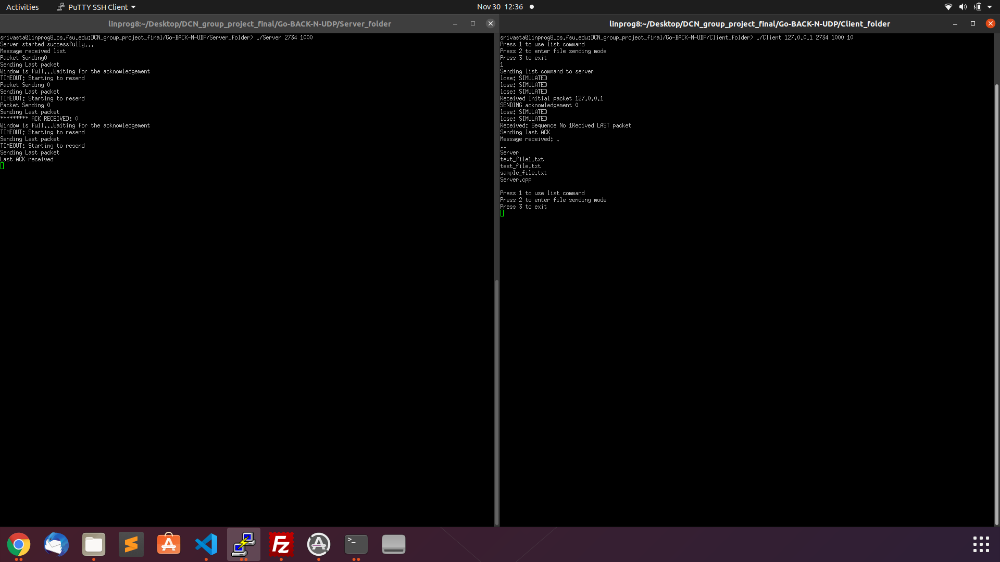 Activities
PuTTY SSH Client
Nov 30 12:36
linprog8:~/Desktop/DCN_group_project_final/Go-BACK-N-UDP/Server_folder
srivasta@linprog8.cs.fsu.edu:DCN_group_project_final/Go-BACK-N-UDP/Server_folder> ./Server 2734 1000
Server started successfully...
Message received list
Packet Sending0
Sending Last packet
Window is full...Waiting for the acknowledgement
TIMEOUT: Starting to resend
Packet Sending 0
Sending Last packet
TIMEOUT: Starting to resend
Packet Sending 0
Sending Last packet
********* ACK RECEIVED: 0
Window is full...Waiting for the acknowledgement
TIMEOUT: Starting to resend
Sending Last packet
TIMEOUT: Starting to resend
Sending Last packet
Last ACK received
linprog8:~/Desktop/DCN_group_project_final/Go-BACK-N-UDP/Client_folder
srivasta@linprog8.cs.fsu.edu:DCN_group_project_final/Go-BACK-N-UDP/Client_folder> ./Client 127.0.0.1 2734 1000 10
Press 1 to use list command
Press 2 to enter file sending mode
Press 3 to exit
1
Sending list command to server
lose: SIMULATED
lose: SIMULATED
lose: SIMULATED
Received Initial packet 127.0.0.1
SENDING acknowledgement 0
lose: SIMULATED
lose: SIMULATED
Received: Sequence No 1Recived LAST packet
Sending last ACK
Message received: .
..
Server
text_file1.txt
test_file.txt
sample_file.txt
Server.cpp
Press 1 to use list command
Press 2 to enter file sending mode
Press 3 to exit